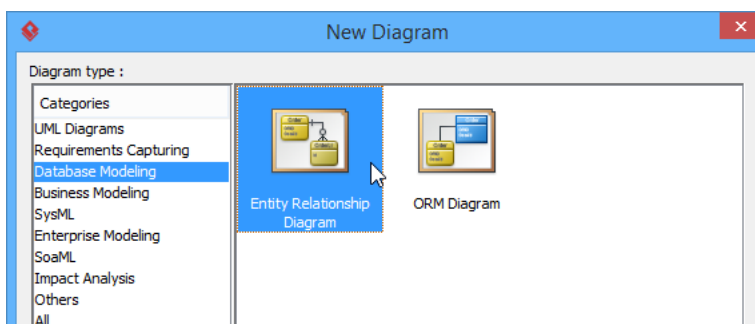 New Diagram
Diagram type :
Categories
UML Diagrams
Requirements Capturing
Database Modeling
Business Modeling
SysML
Enterprise Modeling
SoaML
Impact Analysis
Others
All
Entity Relationship
Diagram
ORM Diagram